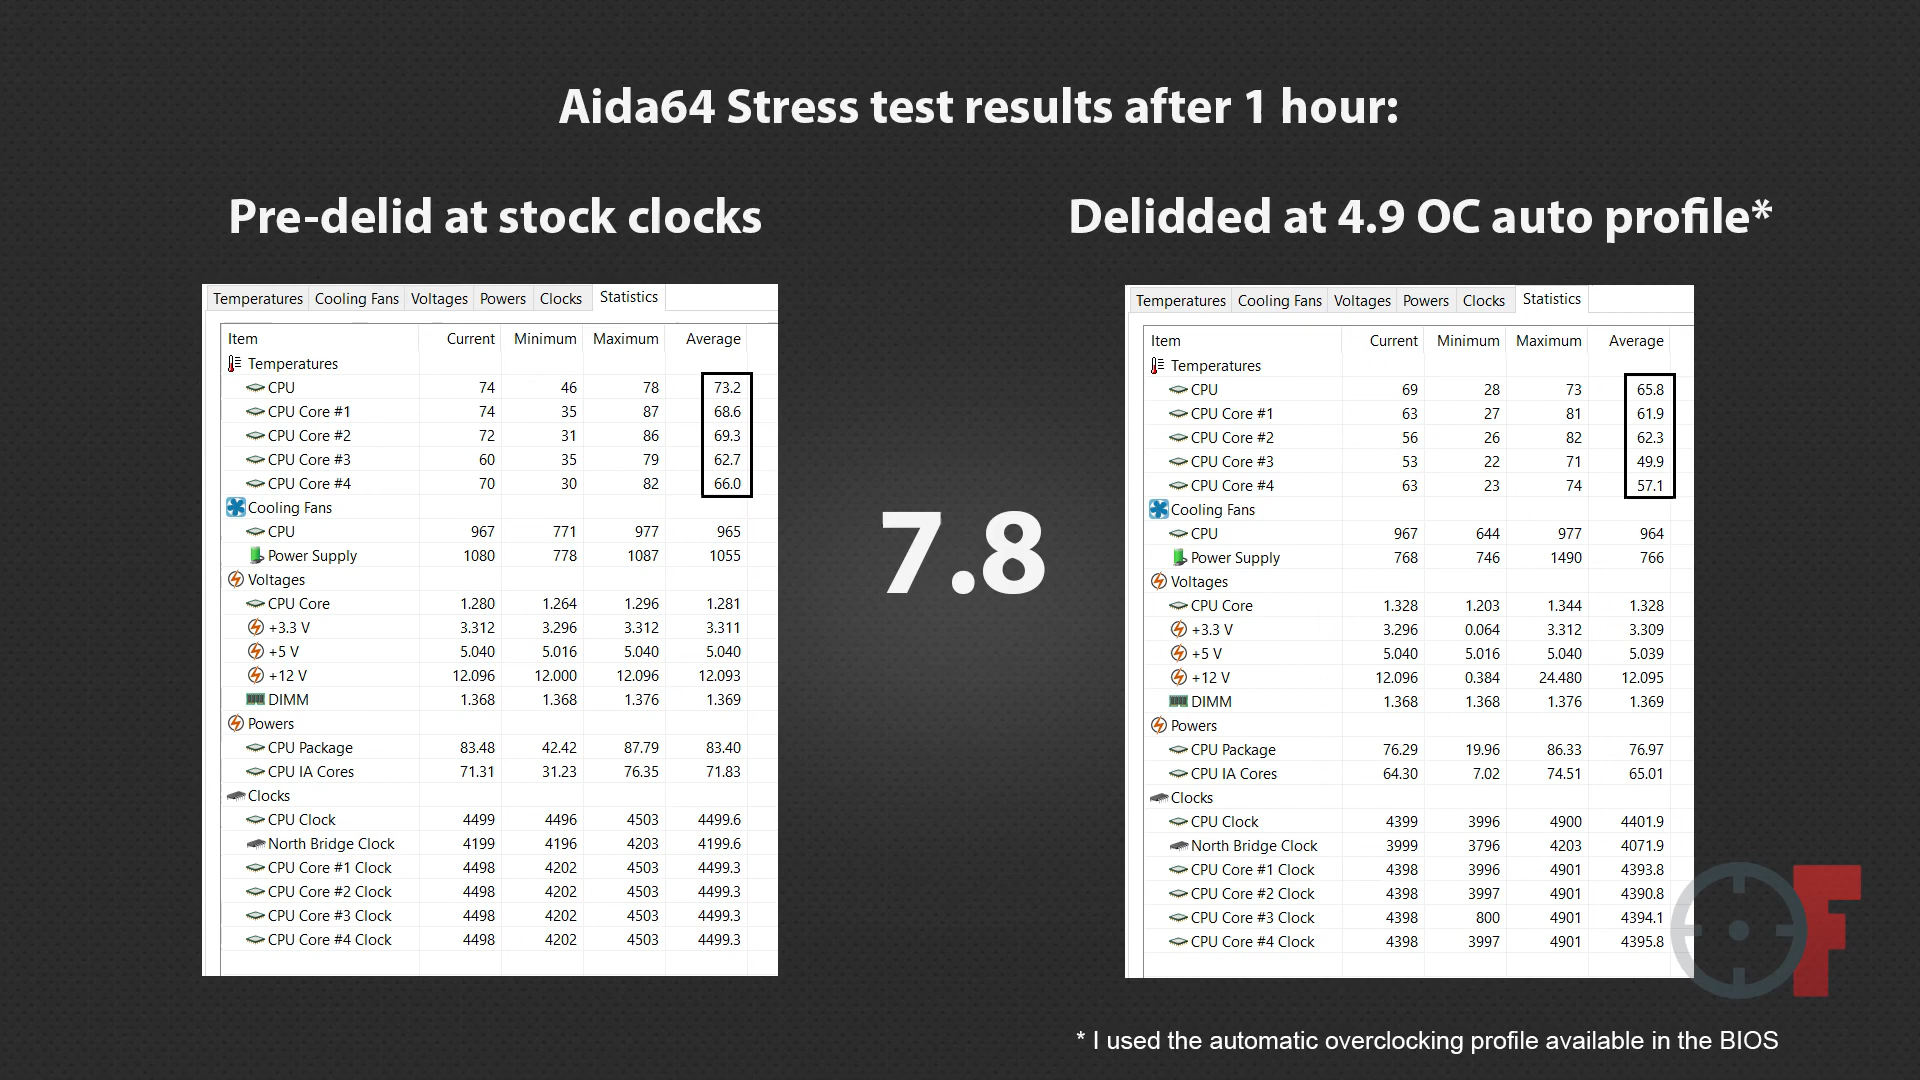 Aida64 Stress test results after 1 hour:
Pre-delid at stock clocks
Temperatures Cooling Fans Voltages Powers Clocks Statistics
Item Current Minimum Maximum Average
Temperatures
CPU 74 46 78 73.2
CPU Core #1 74 35 87 68.6
CPU Core #2 72 31 86 69.3
CPU Core #3 60 35 79 62.7
CPU Core #4 70 30 82 66.0
Cooling Fans
CPU 967 771 977 965
Power Supply 1080 778 1087 1055
Voltages
CPU Core 1.280 1.264 1.296 1.281
+3.3 V 3.312 3.296 3.312 3.311
+5 V 5.040 5.016 5.040 5.040
+12 V 12.096 12.000 12.096 12.093
DIMM 1.368 1.368 1.376 1.369
Powers
CPU Package 83.48 42.42 87.79 83.40
CPU IA Cores 71.31 31.23 76.35 71.83
Clocks
CPU Clock 4499 4496 4503 4499.6
North Bridge Clock 4199 4196 4203 4199.6
CPU Core #1 Clock 4498 4202 4503 4499.3
CPU Core #2 Clock 4498 4202 4503 4499.3
CPU Core #3 Clock 4498 4202 4503 4499.3
CPU Core #4 Clock 4498 4202 4503 4499.3
7.8
Delidded at 4.9 OC auto profile*
Temperatures Cooling Fans Voltages Powers Clocks Statistics
Item Current Minimum Maximum Average
Temperatures
CPU 69 28 73 65.8
CPU Core #1 63 27 81 61.9
CPU Core #2 56 26 82 62.3
CPU Core #3 53 22 71 49.9
CPU Core #4 63 23 74 57.1
Cooling Fans
CPU 967 644 977 964
Power Supply 768 746 1490 766
Voltages
CPU Core 1.328 1.203 1.344 1.328
+3.3 V 3.296 0.064 3.312 3.309
+5 V 5.040 5.016 5.040 5.039
+12 V 12.096 0.384 24.480 12.095
DIMM 1.368 1.368 1.376 1.369
Powers
CPU Package 76.29 19.96 86.33 76.97
CPU IA Cores 64.30 7.02 74.51 65.01
Clocks
CPU Clock 4399 3996 4900 4401.9
North Bridge Clock 3999 3796 4203 4071.9
CPU Core #1 Clock 4398 3996 4901 4393.8
CPU Core #2 Clock 4398 3997 4901 4390.8
CPU Core #3 Clock 4398 800 4901 4394.1
CPU Core #4 Clock 4398 3997 4901 4395.8
F
* I used the automatic overclocking profile available in the BIOS